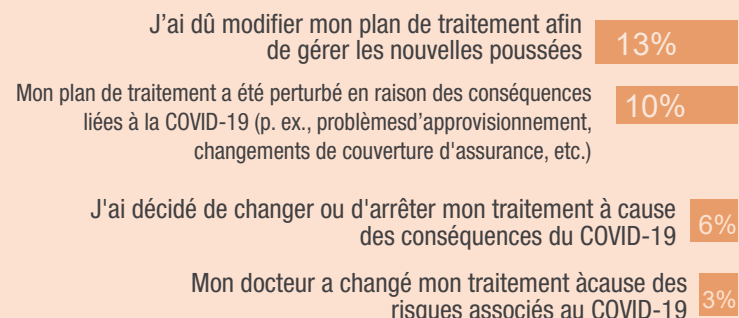 J’ai dû modifier mon plan de traitement afin
de gérer les nouvelles poussées
13%
Mon plan de traitement a été perturbé en raison des conséquences
liées à la COVID-19 (p. ex., problèmesd’approvisionnement,
changements de couverture d'assurance, etc.)
10%
J'ai décidé de changer ou d'arrêter mon traitement à cause
des conséquences du COVID-19
6%
Mon docteur a changé mon traitement àcause des
risques associés au COVID-19
3%